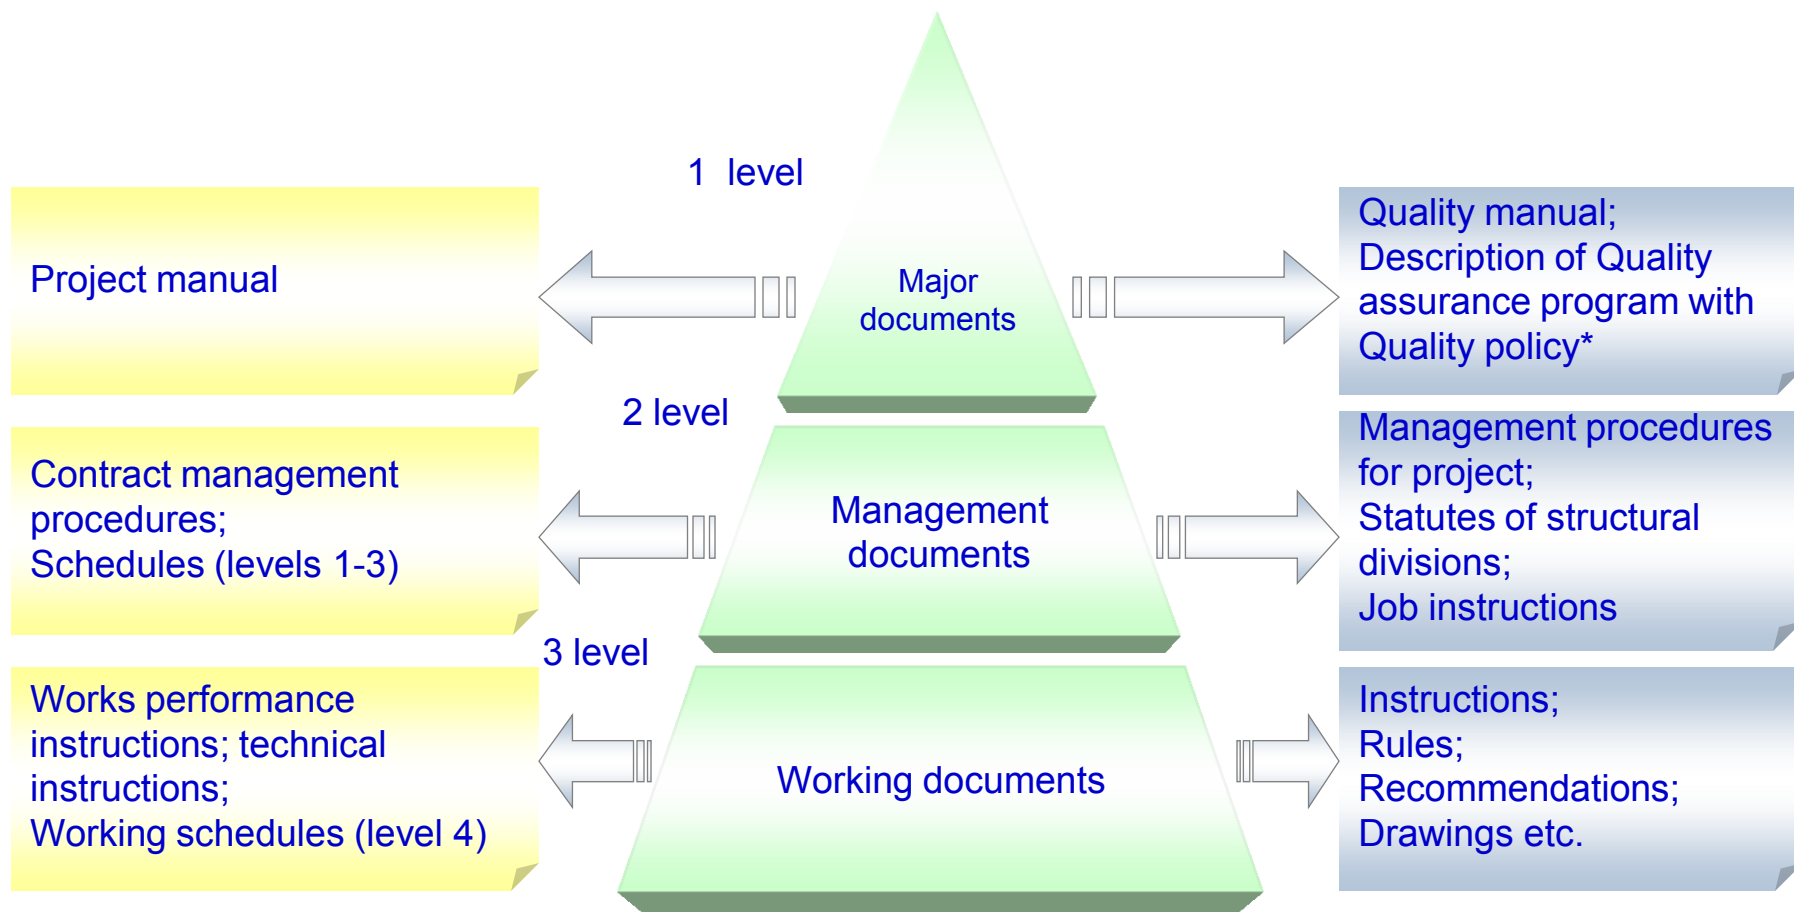 1  level
Project manual
Major
documents
Quality manual;
Description of Quality
assurance program with
Quality policy*
2 level
Contract management
procedures;
Schedules (levels 1-3)
Management
documents
Management procedures
for project;
Statutes of structural
divisions;
Job instructions
3 level
Works performance
instructions; technical
instructions;
Working schedules (level 4)
Working documents
Instructions;
Rules;
Recommendations;
Drawings etc.